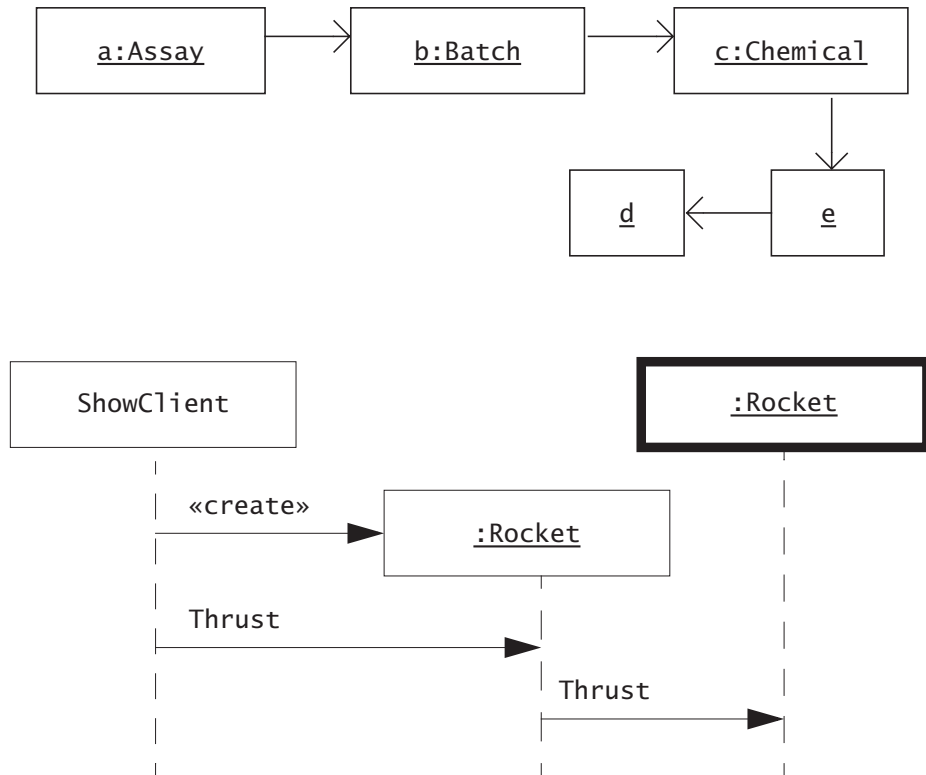 a:Assay
b:Batch
c:Chemical
d
e
ShowClient
:Rocket
«create»
:Rocket
Thrust
Thrust